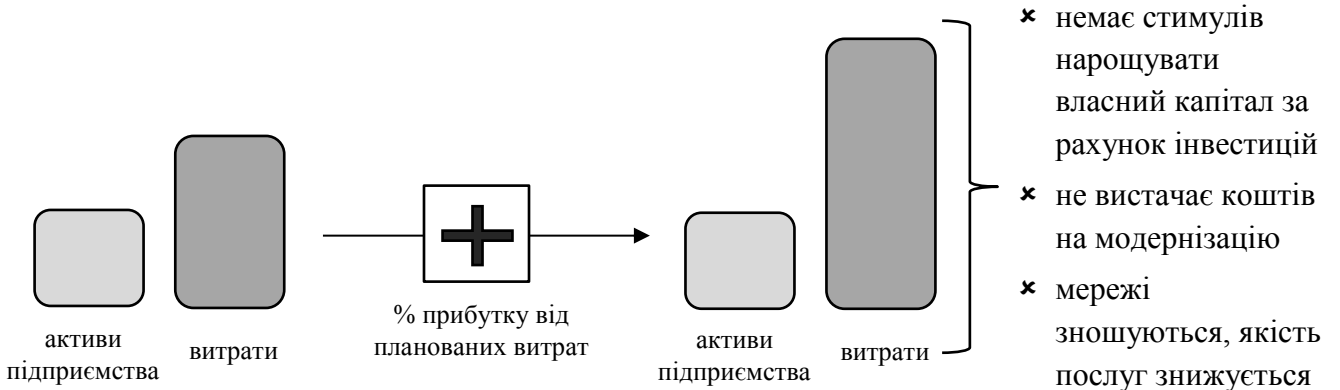 активи
підприємства
витрати
% прибутку від
планованих витрат
активи
підприємства
витрати
✘ немає стимулів
нарощувати
власний капітал за
рахунок інвестицій
✘ не вистачає коштів
на модернізацію
✘ мережі
зношуються, якість
послуг знижується